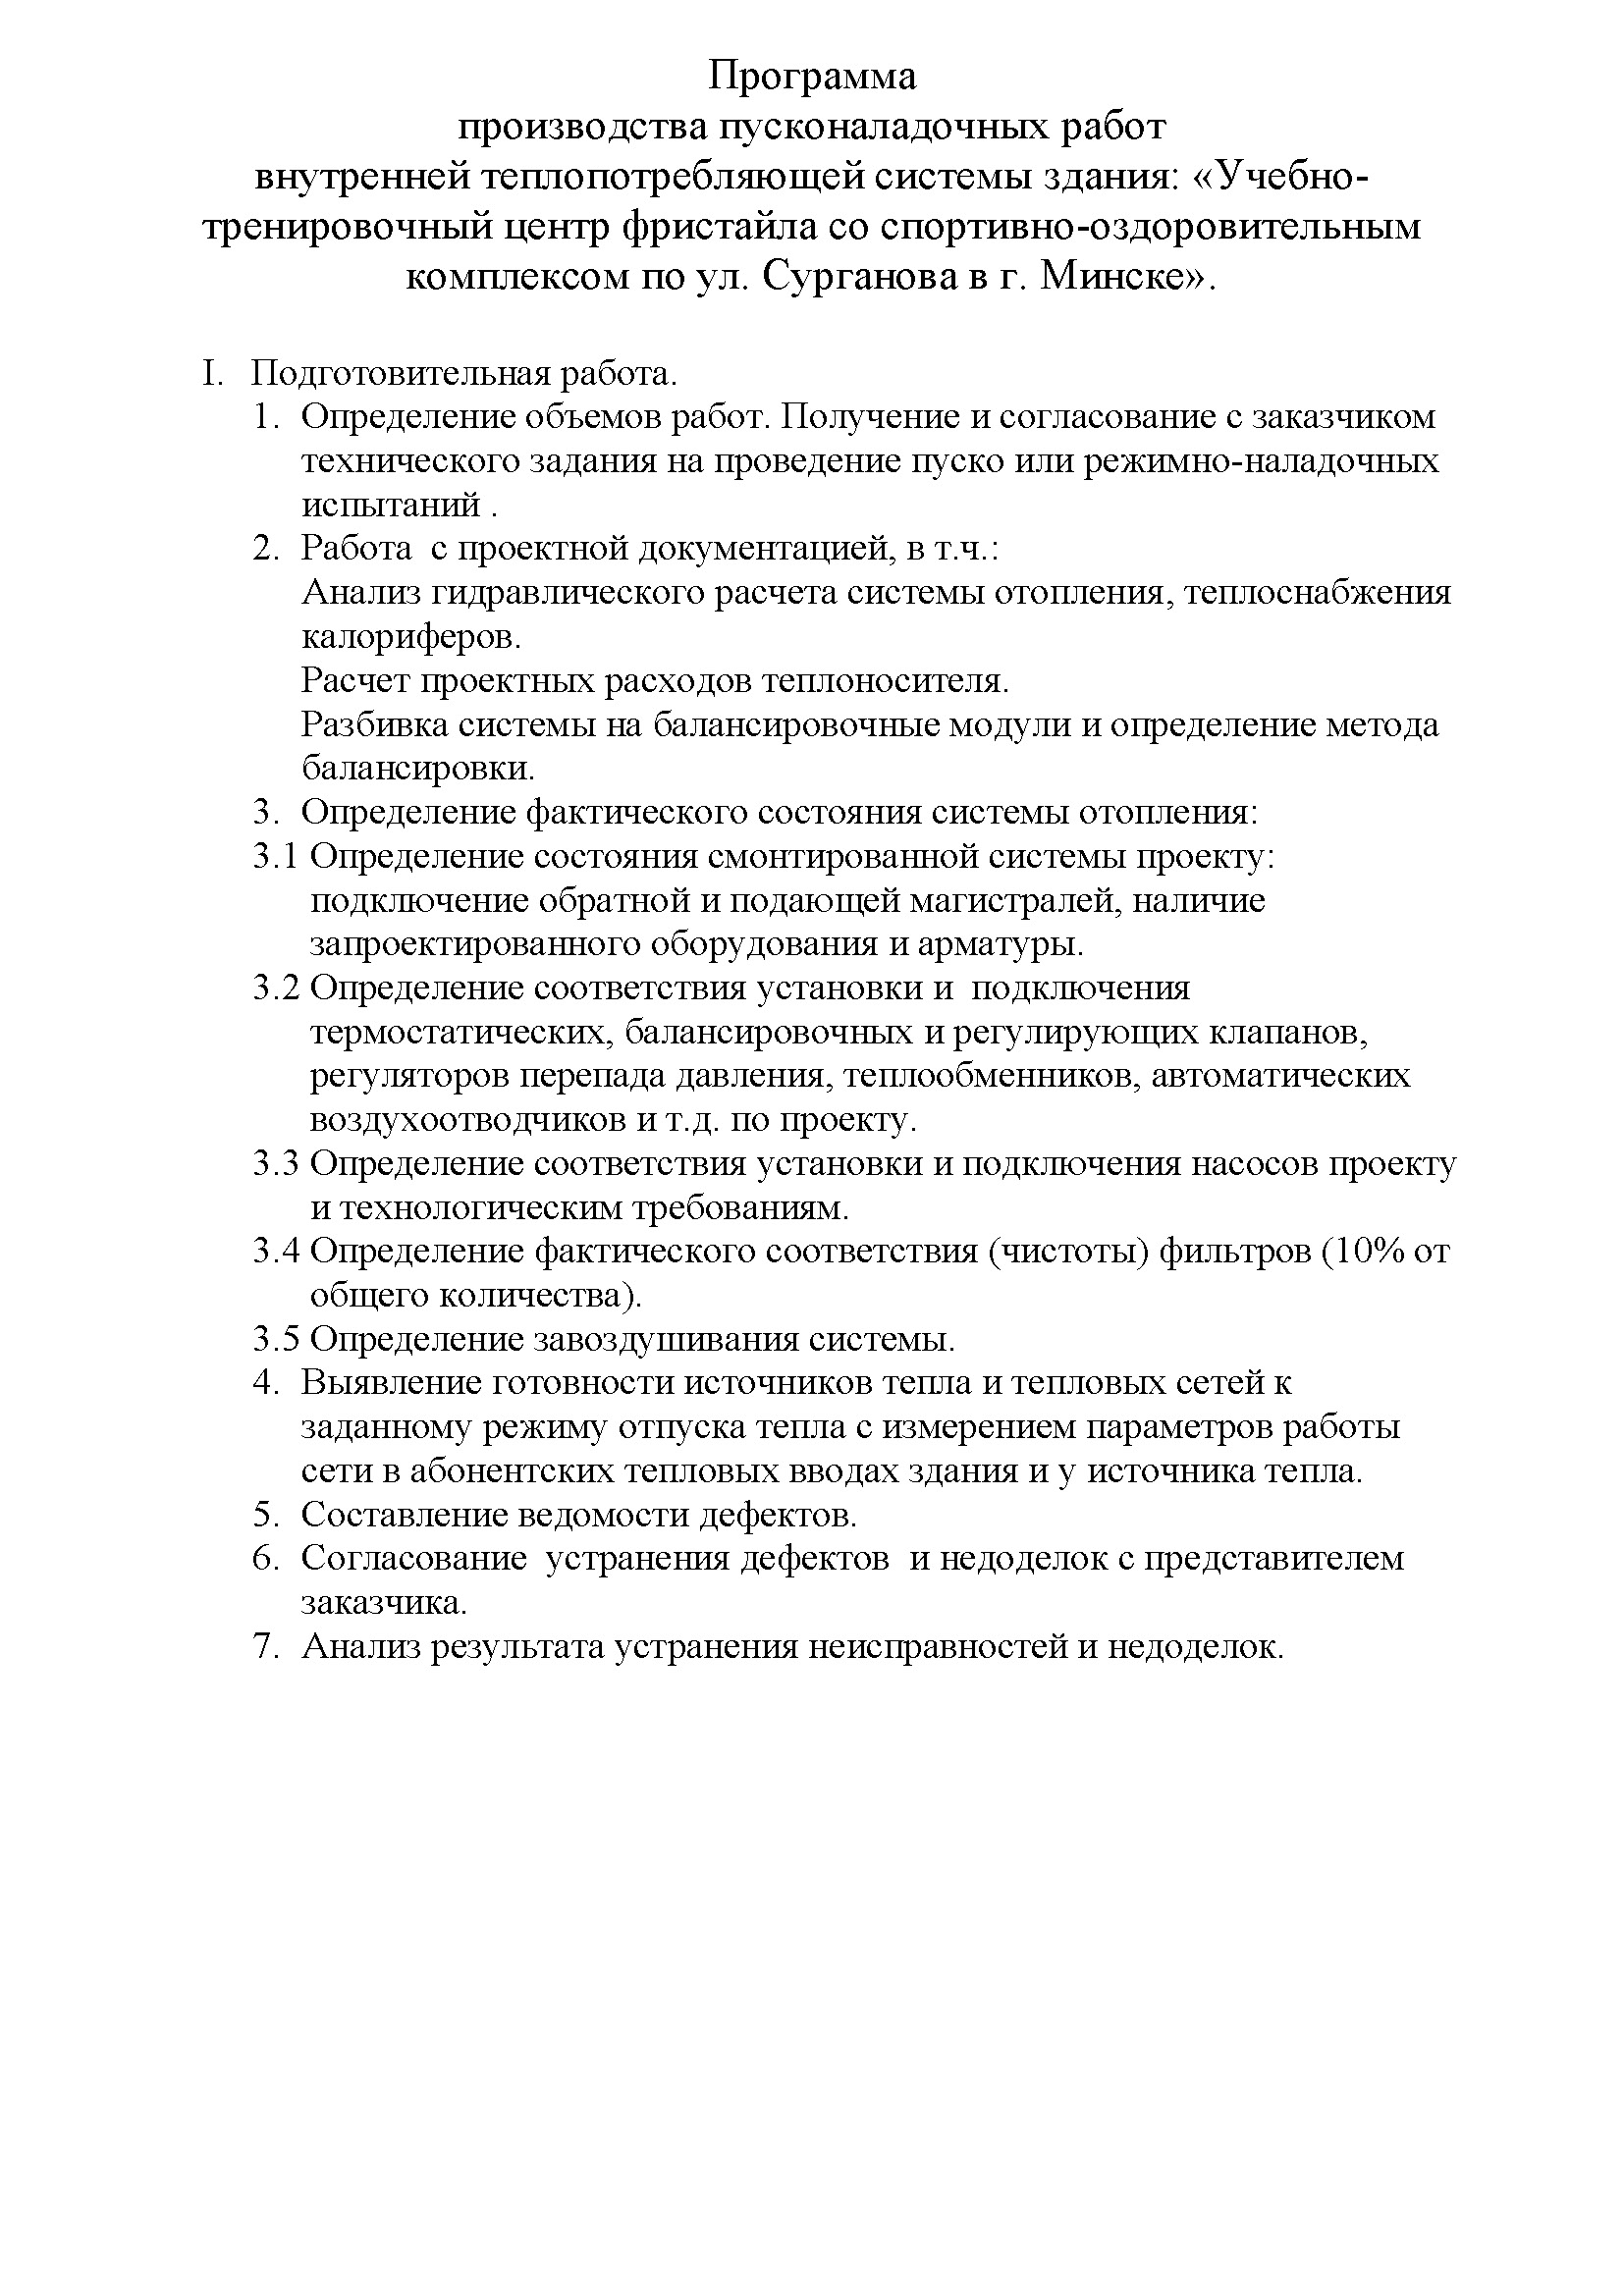 Программа
производства пусконаладочных работ
внутренней теплопотребляющей системы здания: «Учебно-
тренировочный центр фристайла со спортивно-оздоровительным
комплексом по ул. Сурганова в г. Минске».
I. Подготовительная работа.
1. Определение объемов работ. Получение и согласование с заказчиком
технического задания на проведение пуско или режимно-наладочных
испытаний .
2. Работа  с проектной документацией, в т.ч.:
Анализ гидравлического расчета системы отопления, теплоснабжения
калориферов.
Расчет проектных расходов теплоносителя.
Разбивка системы на балансировочные модули и определение метода
балансировки.
3. Определение фактического состояния системы отопления:
3.1 Определение состояния смонтированной системы проекту:
подключение обратной и подающей магистралей, наличие
запроектированного оборудования и арматуры.
3.2 Определение соответствия установки и  подключения
термостатических, балансировочных и регулирующих клапанов,
регуляторов перепада давления, теплообменников, автоматических
воздухоотводчиков и т.д. по проекту.
3.3 Определение соответствия установки и подключения насосов проекту
и технологическим требованиям.
3.4 Определение фактического соответствия (чистоты) фильтров (10% от
общего количества).
3.5 Определение завоздушивания системы.
4. Выявление готовности источников тепла и тепловых сетей к
заданному режиму отпуска тепла с измерением параметров работы
сети в абонентских тепловых вводах здания и у источника тепла.
5. Составление ведомости дефектов.
6. Согласование  устранения дефектов  и недоделок с представителем
заказчика.
7. Анализ результата устранения неисправностей и недоделок.